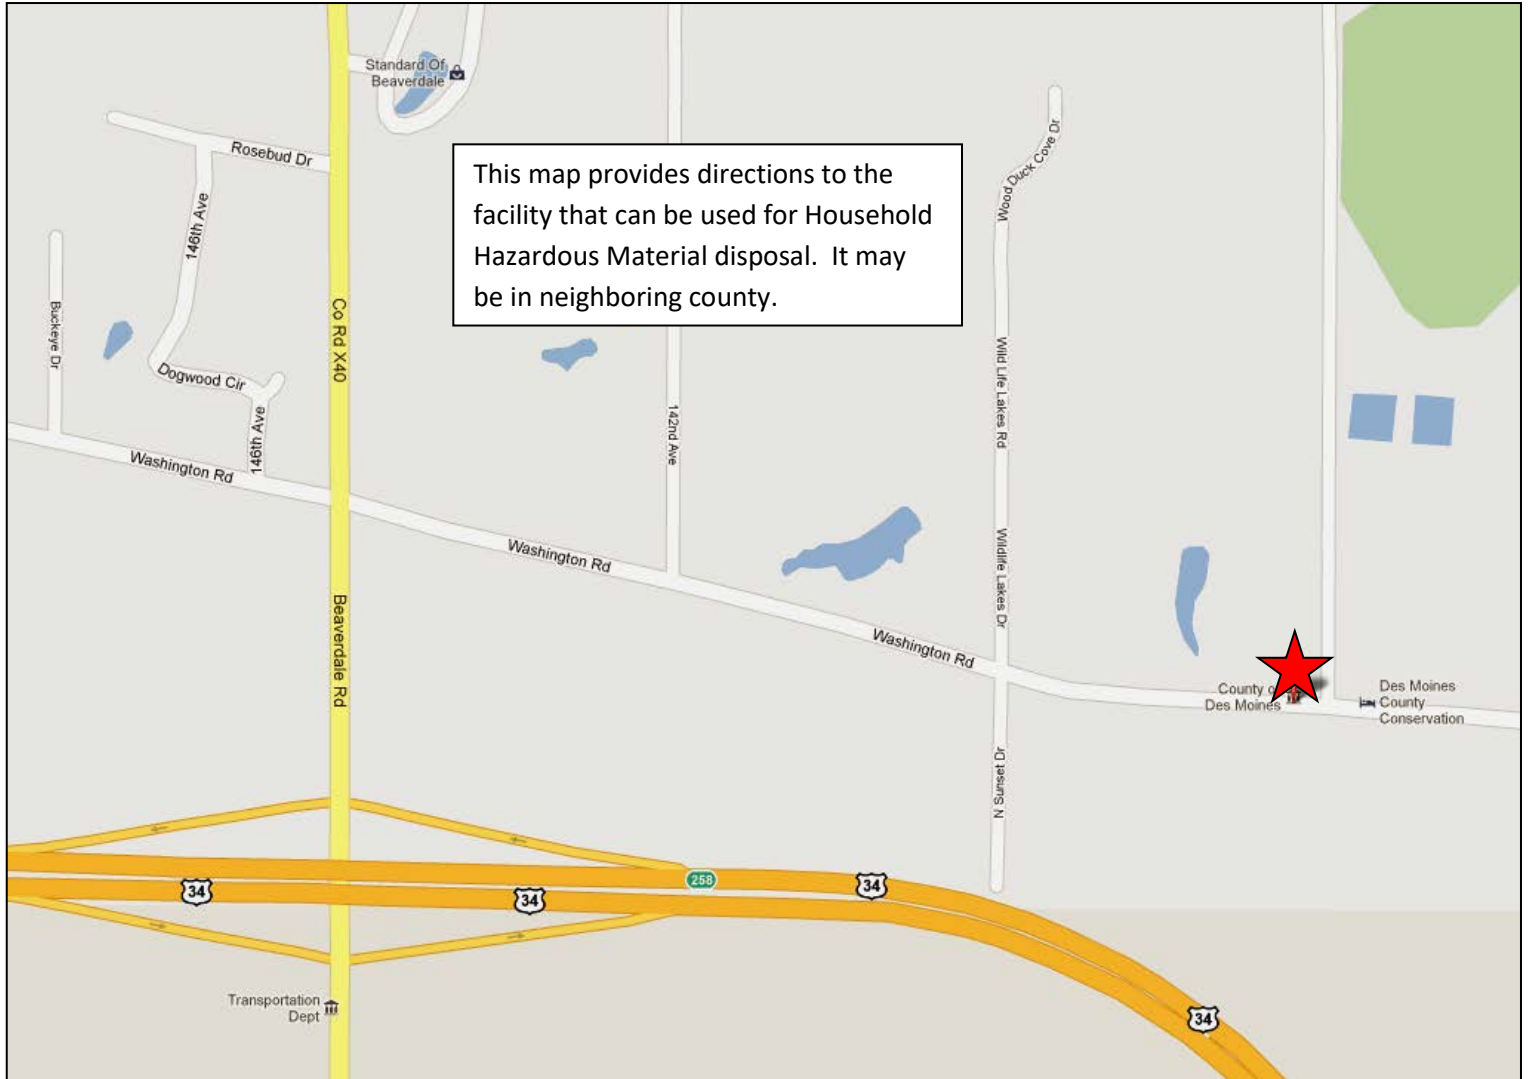 Standard Of
Beaverdale
Rosebud Dr
146th Ave
This map provides directions to the
facility that can be used for Household
Hazardous Material disposal. It may
be in neighboring county.
Wood Duck Cove Dr
Buckeye Dr
Co Rd X40
Dogwood Cir
146th Ave
142nd Ave
Wild Life Lakes Rd
Washington Rd
Washington Rd
Wildlife Lakes Dr
Beaverdale Rd
Washington Rd
County
Des Moines
Des Moines
County
Conservation
N Sunset Dr
34
34
258
34
34
Transportation
Dept